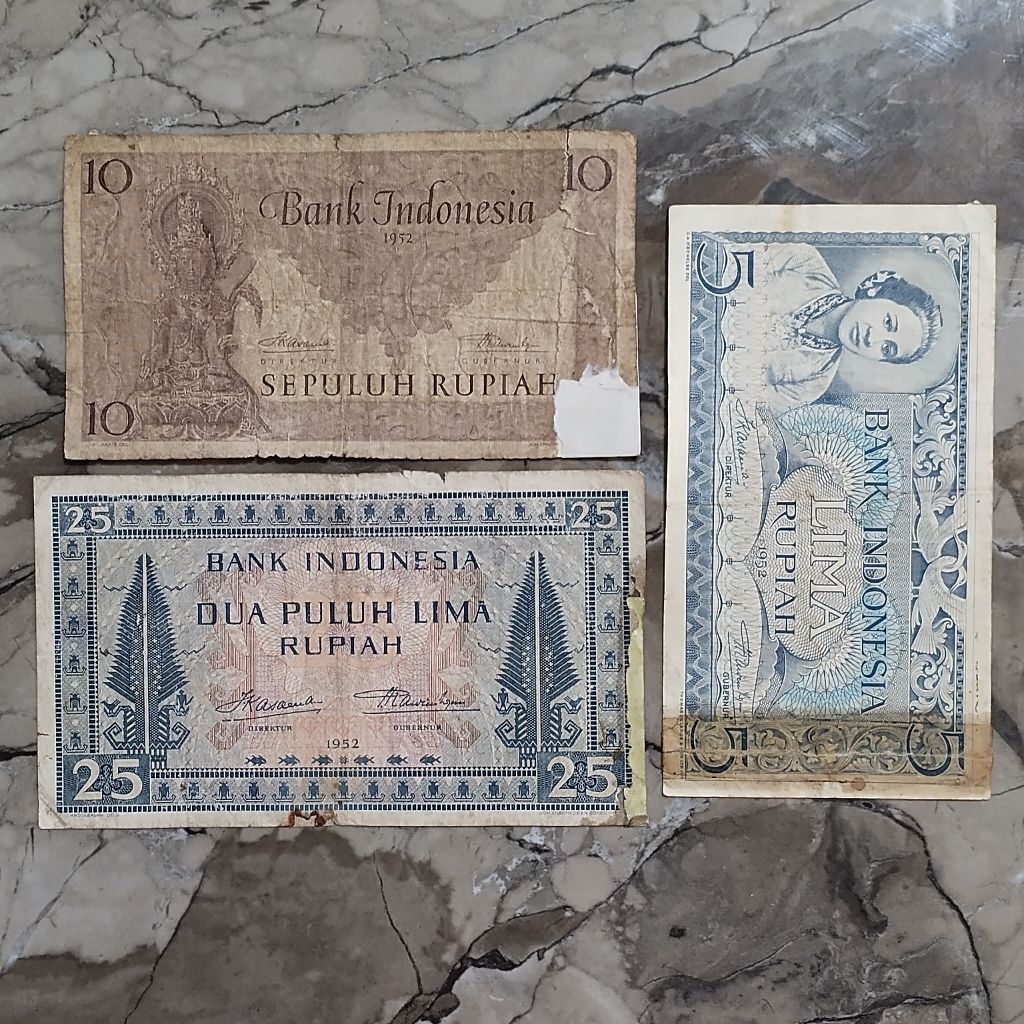 10
10
Bank Indonesia
1952
DIREKTUR
GUBERNUR
SEPULUH RUPIAH
10
25
25
BANK INDONESIA
DUA PULUH LIMA
RUPIAH
DIREKTUR
GUBERNUR
1952
25
25
5
BANK INDONESIA
LIMA
RUPIAH
1952
DIREKTUR
GUBERNUR
5
5